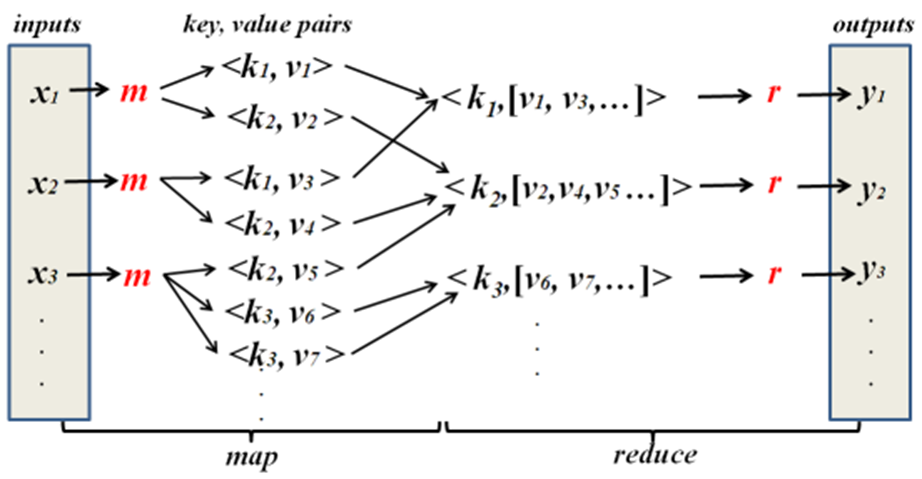 inputs key, value pairs outputs
x1 m <k1, v1> <k1,[v1, v3,…]> r y1
<k2, v2>
x2 m <k1, v3> <k2,[v2,v4,v5 …]> r y2
<k2, v4>
x3 m <k2, v5> <k3,[v6, v7,…]> r y3
<k3, v6>
<k3, v7>
map reduce